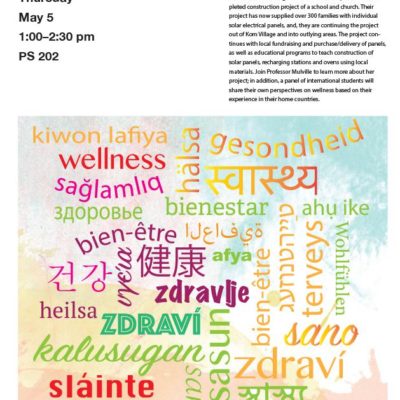 Thursday
May 5
1:00–2:30 pm
PS 202
pleted construction project of a school and church. Their
project has now supplied over 300 families with individual
solar electrical panels, and, they are continuing the project
out of Kom Village and into outlying areas. The project con-
tinues with local fundraising and purchase/delivery of panels,
as well as educational programs to teach construction of
solar panels, recharging stations and ovens using local
materials. Join Professor Mulville to learn more about her
project; in addition, a panel of international students will
share their own perspectives on wellness based on their
experience in their home countries.
kiwon lafiya
hälsa
gesondheid
wellness
स्वास्थ्य
sağlamlıq
здоровье
bienestar
ahụ ike
bien-être
العافية
afya
געזונטהייט
terveys
Wohlfühlen
건강
υγεία
健康
bien-être
zdravlje
heilsa
ZDRAVÍ
sasun
sano
kalusugan
zdraví
sláinte